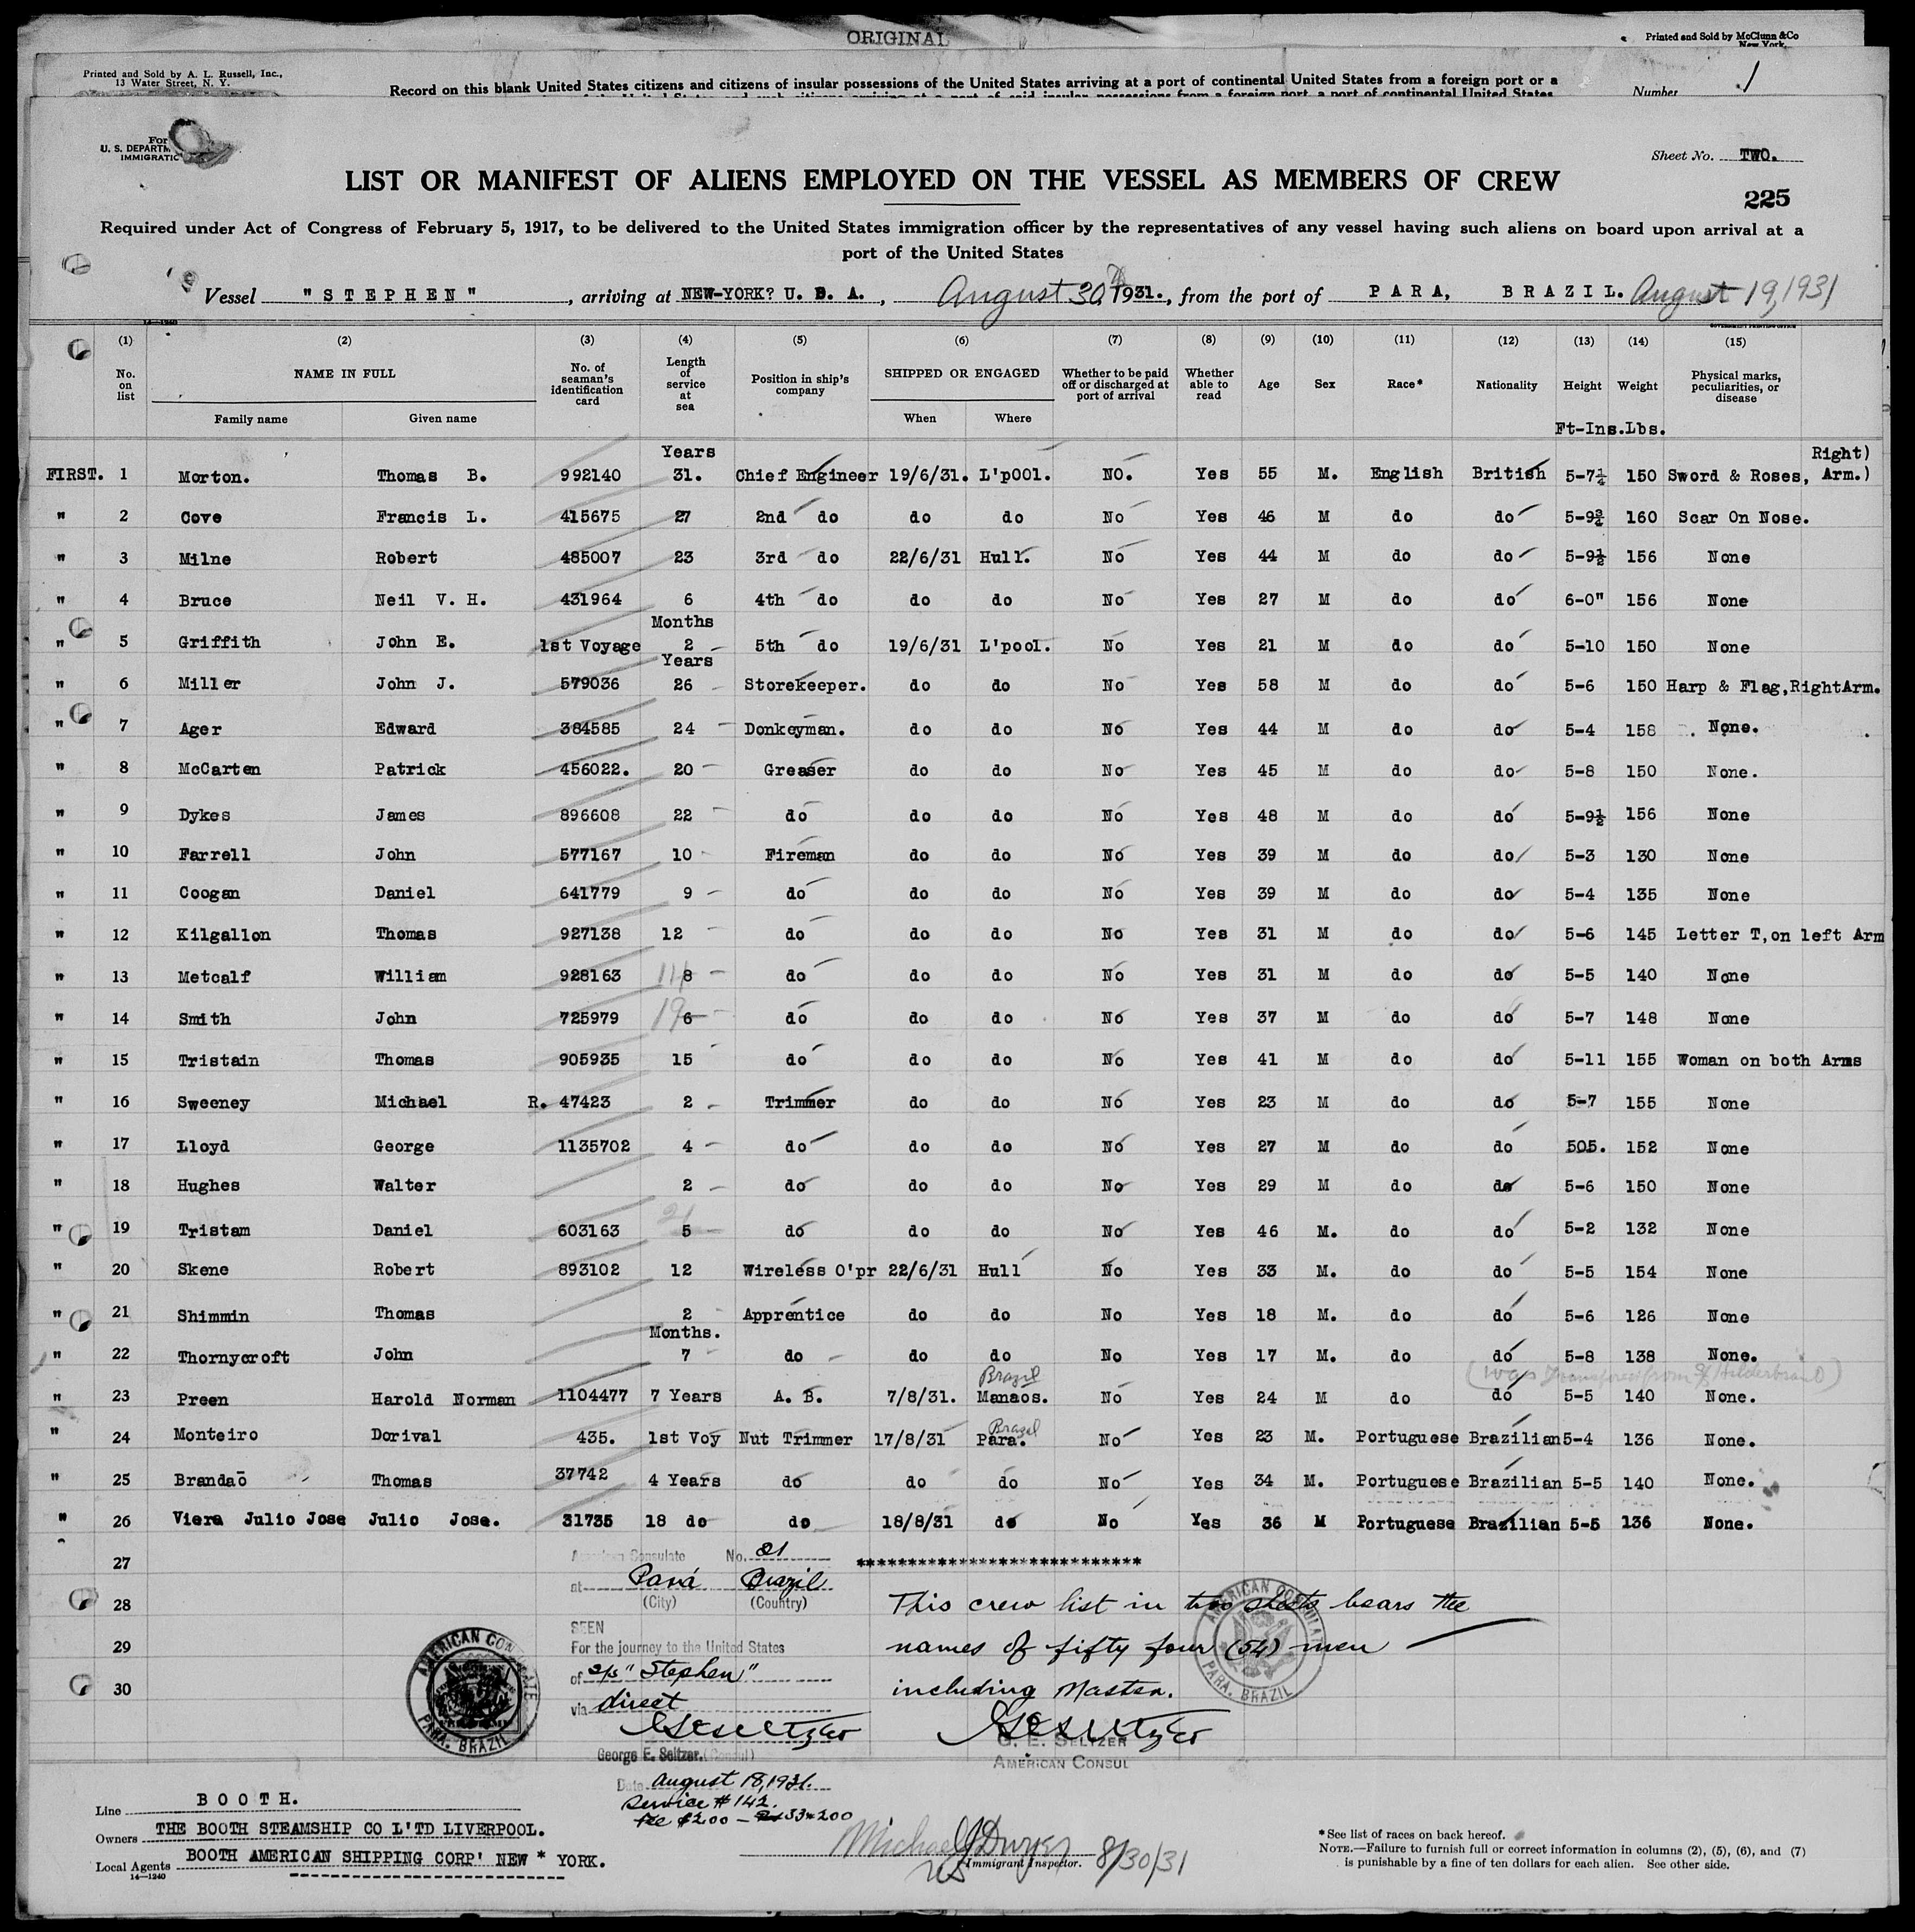 ORIGINAL
Printed and Sold by McClunn & Co
New York.
Printed and Sold by A. L. Russell, Inc.,
13 Water Street, N. Y.
Record on this blank United States citizens and citizens of insular possessions of the United States arriving at a port of continental United States from a foreign port or a
Number 1
For
U. S. DEPARTM
IMMIGRATIO
Sheet No. TWO.
LIST OR MANIFEST OF ALIENS EMPLOYED ON THE VESSEL AS MEMBERS OF CREW
225
Required under Act of Congress of February 5, 1917, to be delivered to the United States immigration officer by the representatives of any vessel having such aliens on board upon arrival at a
port of the United States
Vessel "STEPHEN", arriving at NEW-YORK? U. S. A., August 30th 1931., from the port of PARA, BRAZIL. August 19, 1931
14—1240 GOVERNMENT PRINTING OFFICE
(1) (2) (3) (4) (5) (6) (7) (8) (9) (10) (11) (12) (13) (14) (15)
No. on list NAME IN FULL Family name Given name No. of seaman's identification card Length of service at sea Position in ship's company SHIPPED OR ENGAGED When Where Whether to be paid off or discharged at port of arrival Whether able to read Age Sex Race* Nationality Height Weight Physical marks, peculiarities, or disease
Ft-Ins. Lbs.
Years Right)
FIRST. 1 Morton. Thomas B. 992140 31. Chief Engineer 19/6/31. L'p00l. NO. Yes 55 M. English British 5-7¼ 150 Sword & Roses, Arm.)
" 2 Cove Francis L. 415675 27 2nd do do do No Yes 46 M do do 5-9¾ 160 Scar On Nose.
" 3 Milne Robert 485007 23 3rd do 22/6/31 Hull. No Yes 44 M do do 5-9½ 156 None
" 4 Bruce Neil V. H. 431964 6 4th do do do No Yes 27 M do do 6-0" 156 None
Months
" 5 Griffith John E. 1st Voyage 2 5th do 19/6/31 L'pool. No Yes 21 M do do 5-10 150 None
Years
" 6 Miller John J. 579036 26 Storekeeper. do do No Yes 58 M do do 5-6 150 Harp & Flag, RightArm.
" 7 Ager Edward 384585 24 Donkeyman. do do No Yes 44 M do do 5-4 158 None.
" 8 McCarten Patrick 456022. 20 Greaser do do No Yes 45 M do do 5-8 150 None.
" 9 Dykes James 896608 22 do do do No Yes 48 M do do 5-9½ 156 None
" 10 Farrell John 577167 10 Fireman do do No Yes 39 M do do 5-3 130 None
" 11 Coogan Daniel 641779 9 do do do No Yes 39 M do do 5-4 135 None
" 12 Kilgallon Thomas 927138 12 do do do No Yes 31 M do do 5-6 145 Letter T, on left Arm
" 13 Metcalf William 928163 8 do do do No Yes 31 M do do 5-5 140 None
" 14 Smith John 725979 19 6 do do do No Yes 37 M do do 5-7 148 None
" 15 Tristain Thomas 905935 15 do do do No Yes 41 M do do 5-11 155 Woman on both Arms
" 16 Sweeney Michael R. 47423 2 Trimmer do do No Yes 23 M do do 5-7 155 None
" 17 Lloyd George 1135702 4 do do do No Yes 27 M do do 505. 152 None
" 18 Hughes Walter 2 do do do No Yes 29 M do do 5-6 150 None
" 19 Tristam Daniel 603163 21 5 do do do No Yes 46 M. do do 5-2 132 None
" 20 Skene Robert 893102 12 Wireless O'pr 22/6/31 Hull No Yes 33 M. do do 5-5 154 None
" 21 Shimmin Thomas 2 Apprentice do do No Yes 18 M. do do 5-6 126 None
Months.
" 22 Thornycroft John 7 do do do No Yes 17 M. do do 5-8 138 None.
Brazil (was transferred from Hilderbrand)
" 23 Preen Harold Norman 1104477 7 Years A. B. 7/8/31. Manaos. No Yes 24 M do do 5-5 140 None.
Brazil
" 24 Monteiro Dorival 435. 1st Voy Nut Trimmer 17/8/31 Para. No Yes 23 M. Portuguese Brazilian 5-4 136 None.
" 25 Brandaõ Thomas 37742 4 Years do do do No Yes 34 M. Portuguese Brazilian 5-5 140 None.
" 26 Viera Julio Jose Julio Jose. 31735 18 do do 18/8/31 do No Yes 36 M Portuguese Brazilian 5-5 136 None.
27
28
29
30
American Consulate No. 21
at Pará Brazil
(City) (Country)
SEEN
For the journey to the United States
of s/s "Stephen"
via direct
George E. Seltzer. (Consul)
Date August 18, 1931.
Service # 142.
fee $2.00 — 33 * 200
****************************
This crew list in two sheets bears the
names of fifty four (54) men
including Master.
G. E. SELTZER
AMERICAN CONSUL
AMERICAN CONSULATE
PARA. BRAZIL
AMERICAN CONSULATE
PARA. BRAZIL
Line BOOTH.
Owners THE BOOTH STEAMSHIP CO L'TD LIVERPOOL.
Local Agents BOOTH AMERICAN SHIPPING CORP' NEW * YORK.
14—1240
Michael J Dwyer 8/30/31
US Immigrant Inspector.
* See list of races on back hereof.
NOTE.—Failure to furnish full or correct information in columns (2), (5), (6), and (7)
is punishable by a fine of ten dollars for each alien. See other side.